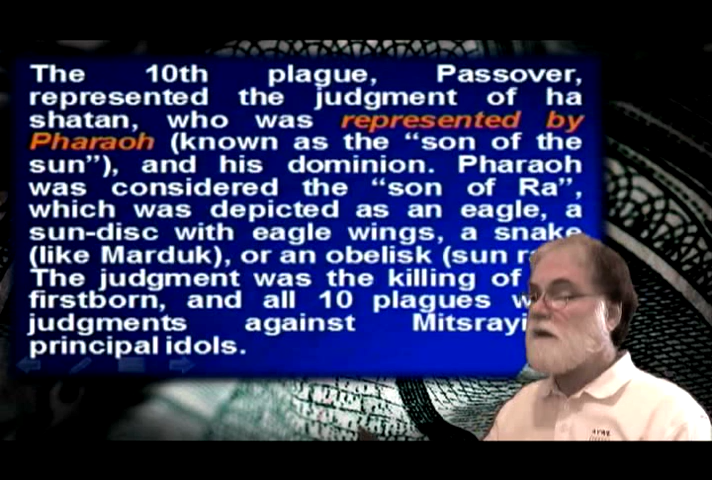 The 10th plague, Passover,
represented the judgment of ha
shatan, who was represented by
Pharaoh (known as the “son of the
sun”), and his dominion. Pharaoh
was considered the “son of Ra”,
which was depicted as an eagle, a
sun-disc with eagle wings, a snake
(like Marduk), or an obelisk (sun
The judgment was the killing of
firstborn, and all 10 plagues
judgments against
principal idols.